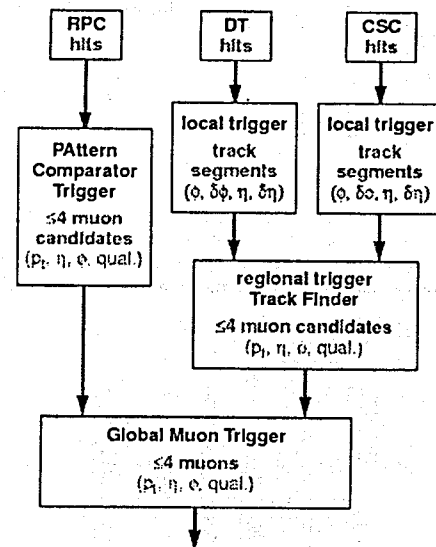 RPC
hits
DT
hits
CSC
hits
PAttern
Comparator
Trigger
≤4 muon
candidates
(pₜ, η, φ, qual.)
local trigger
track
segments
(φ, δφ, η, δη)
local trigger
track
segments
(φ, δφ, η, δη)
regional trigger
Track Finder
≤4 muon candidates
(pₜ, η, φ, qual.)
Global Muon Trigger
≤4 muons
(pₜ, η, φ, qual.)